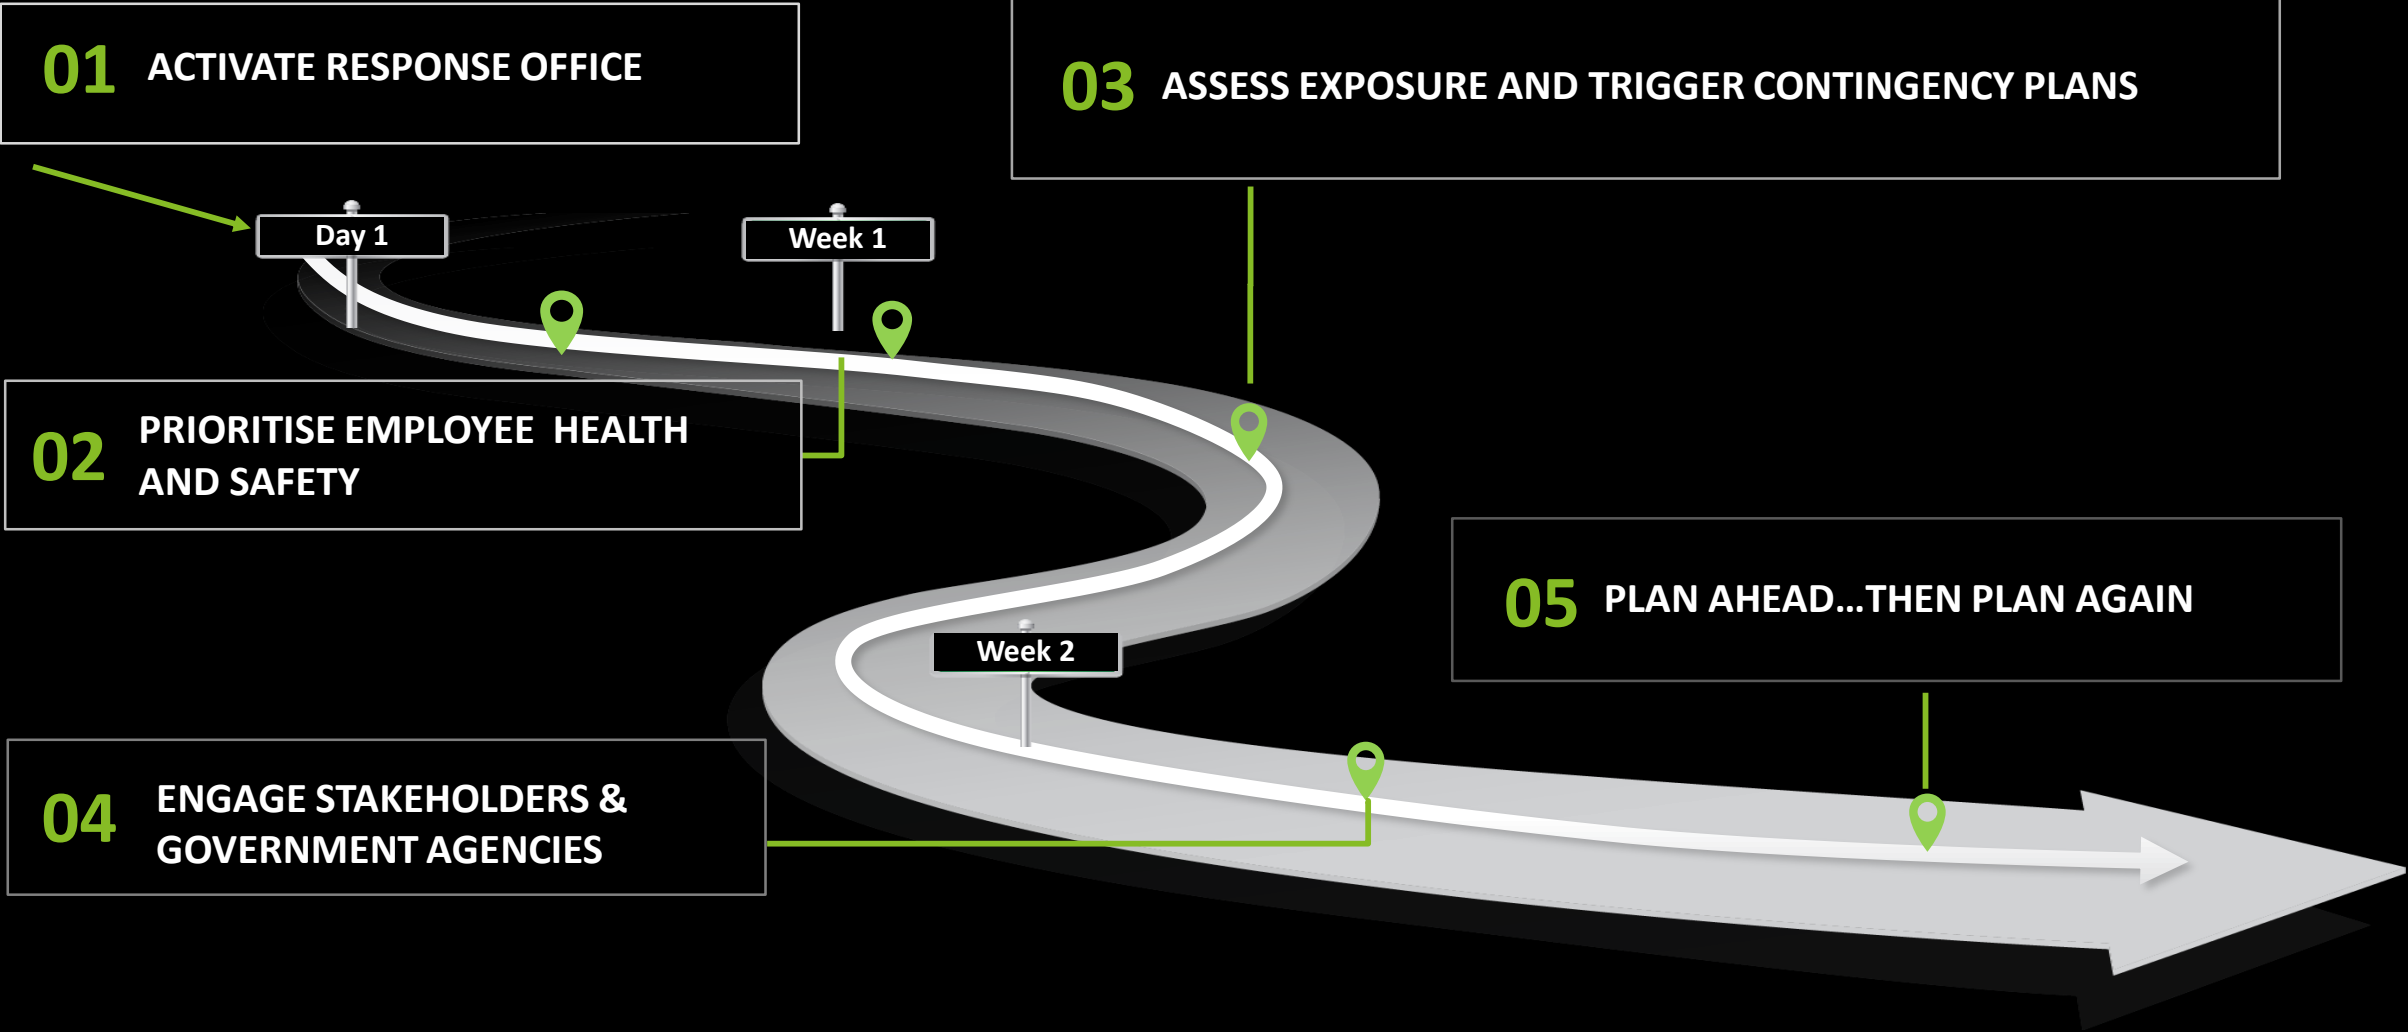 01 ACTIVATE RESPONSE OFFICE
03 ASSESS EXPOSURE AND TRIGGER CONTINGENCY PLANS
Day 1
Week 1
02 PRIORITISE EMPLOYEE  HEALTH
AND SAFETY
05 PLAN AHEAD...THEN PLAN AGAIN
Week 2
04 ENGAGE STAKEHOLDERS &
GOVERNMENT AGENCIES